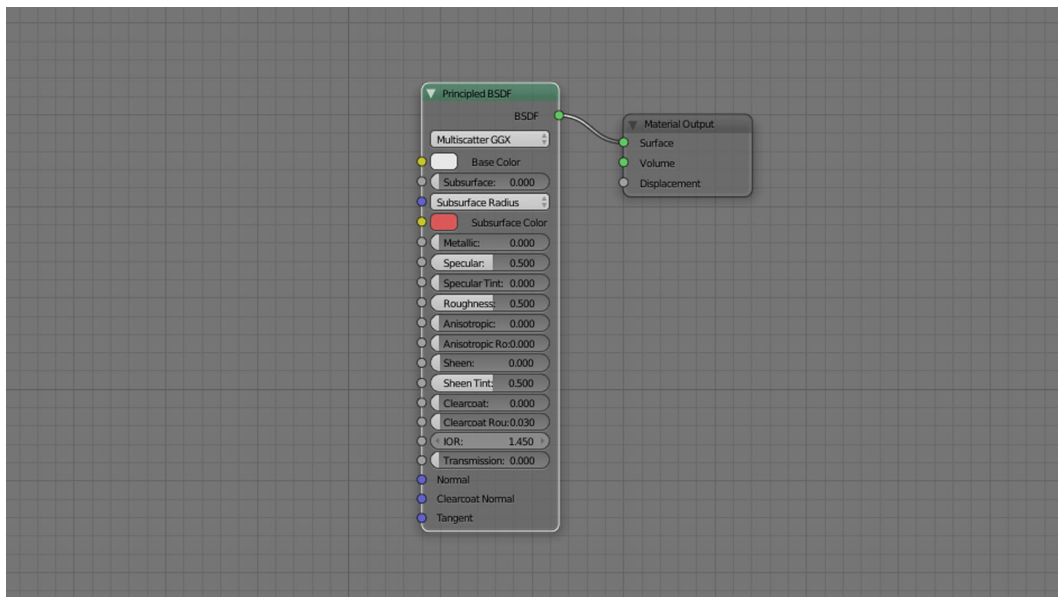 Principled BSDF
BSDF
Multiscatter GGX
Base Color
Subsurface: 0.000
Subsurface Radius
Subsurface Color
Metallic: 0.000
Specular: 0.500
Specular Tint: 0.000
Roughness: 0.500
Anisotropic: 0.000
Anisotropic Ro:0.000
Sheen: 0.000
Sheen Tint: 0.500
Clearcoat: 0.000
Clearcoat Rou:0.030
IOR: 1.450
Transmission: 0.000
Normal
Clearcoat Normal
Tangent
Material Output
Surface
Volume
Displacement